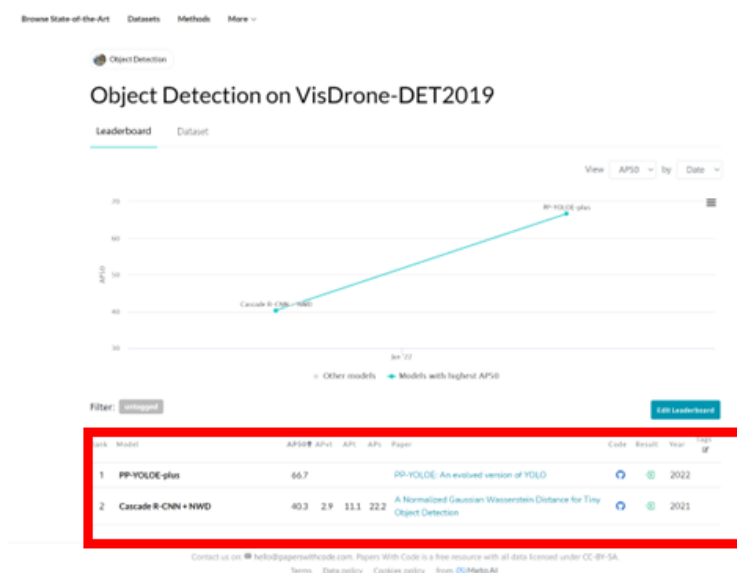 Browse State-of-the-Art Datasets Methods More
Object Detection
Object Detection on VisDrone-DET2019
Leaderboard Dataset
View AP50 by Date
70
PP-YOLOE-plus
60
50
AP50
Cascade R-CNN + NWD
40
30
Jan '22
Other models Models with highest AP50
Filter: untagged
Edit Leaderboard
Rank Model AP50 APvt APt APs Paper Code Result Year Tags
1 PP-YOLOE-plus 66.7 PP-YOLOE: An evolved version of YOLO 2022
2 Cascade R-CNN + NWD 40.3 2.9 11.1 22.2 A Normalized Gaussian Wasserstein Distance for Tiny
Object Detection 2021
Contact us on: hello@paperswithcode.com. Papers With Code is a free resource with all data licensed under CC-BY-SA.
Terms Data policy Cookies policy from Meta AI